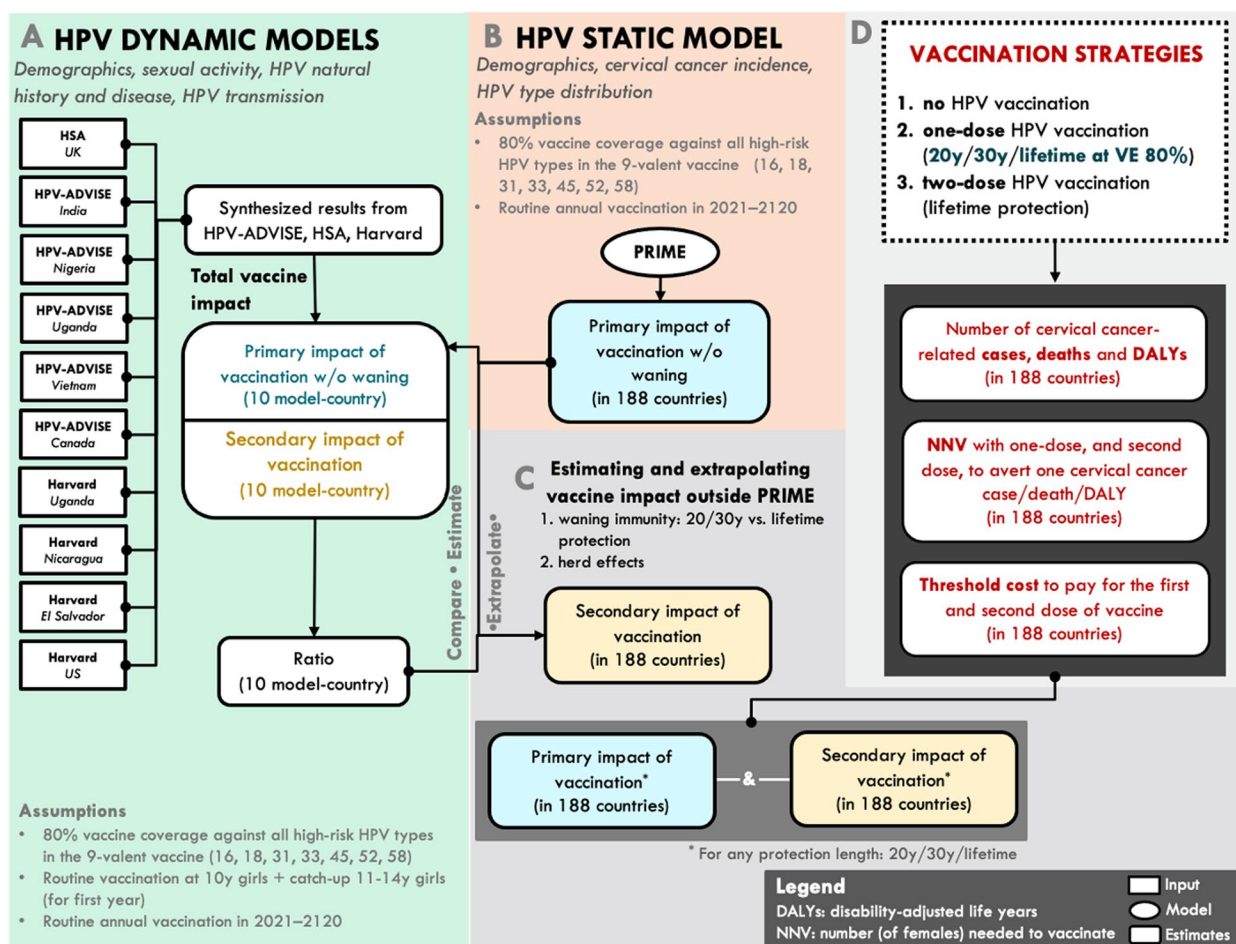 A HPV DYNAMIC MODELS
Demographics, sexual activity, HPV natural
history and disease, HPV transmission
HSA
UK
HPV-ADVISE
India
HPV-ADVISE
Nigeria
HPV-ADVISE
Uganda
HPV-ADVISE
Vietnam
HPV-ADVISE
Canada
Harvard
Uganda
Harvard
Nicaragua
Harvard
El Salvador
Harvard
US
Synthesized results from
HPV-ADVISE, HSA, Harvard
Total vaccine
impact
Primary impact of
vaccination w/o waning
(10 model-country)
Secondary impact of
vaccination
(10 model-country)
Ratio
(10 model-country)
Compare • Estimate
•Extrapolate•
Assumptions
• 80% vaccine coverage against all high-risk HPV types
in the 9-valent vaccine (16, 18, 31, 33, 45, 52, 58)
• Routine vaccination at 10y girls + catch-up 11-14y girls
(for first year)
• Routine annual vaccination in 2021–2120
B HPV STATIC MODEL
Demographics, cervical cancer incidence,
HPV type distribution
Assumptions
• 80% vaccine coverage against all high-risk
HPV types in the 9-valent vaccine (16, 18,
31, 33, 45, 52, 58)
• Routine annual vaccination in 2021–2120
PRIME
Primary impact of
vaccination w/o
waning
(in 188 countries)
C Estimating and extrapolating
vaccine impact outside PRIME
1. waning immunity: 20/30y vs. lifetime
protection
2. herd effects
Secondary impact of
vaccination
(in 188 countries)
D
VACCINATION STRATEGIES
1. no HPV vaccination
2. one-dose HPV vaccination
(20y/30y/lifetime at VE 80%)
3. two-dose HPV vaccination
(lifetime protection)
Number of cervical cancer-
related cases, deaths and DALYs
(in 188 countries)
NNV with one-dose, and second
dose, to avert one cervical cancer
case/death/DALY
(in 188 countries)
Threshold cost to pay for the first
and second dose of vaccine
(in 188 countries)
Primary impact of
vaccination*
(in 188 countries)
&
Secondary impact of
vaccination*
(in 188 countries)
* For any protection length: 20y/30y/lifetime
Legend
DALYs: disability-adjusted life years
NNV: number (of females) needed to vaccinate
Input
Model
Estimates